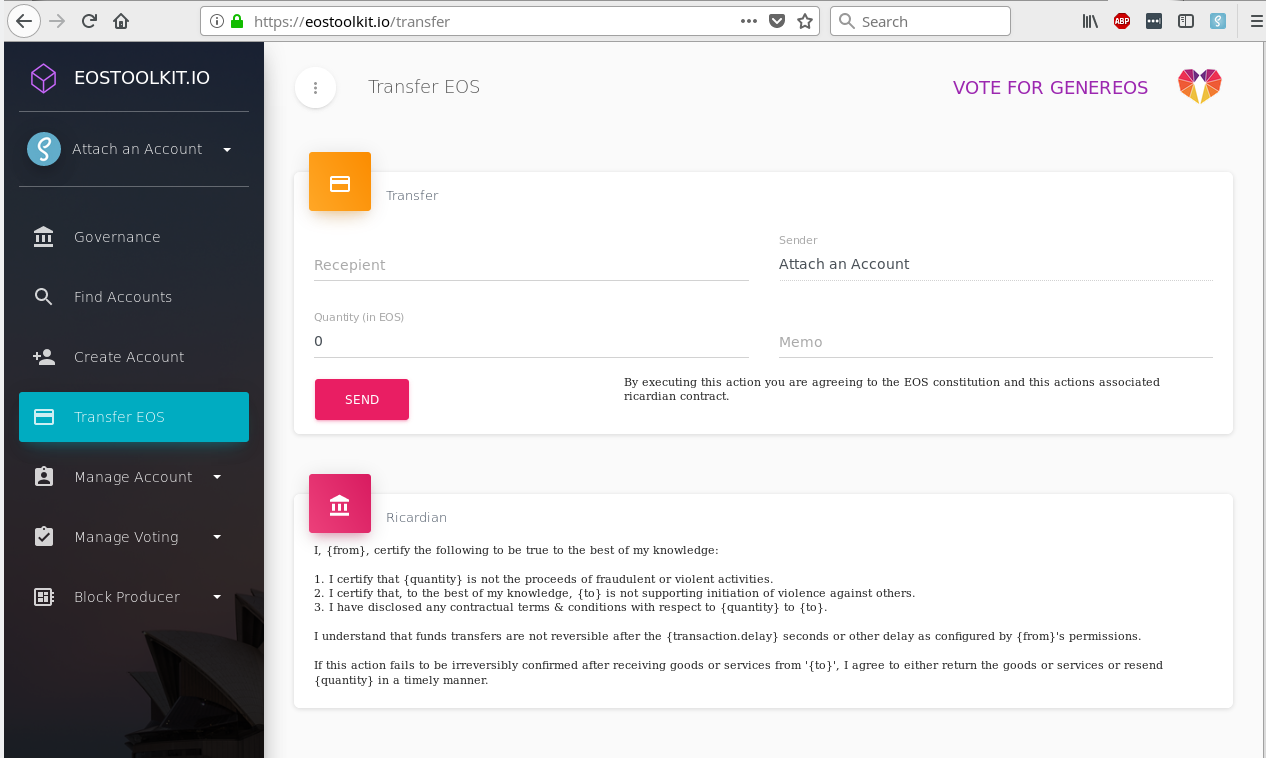 https://eostoolkit.io/transfer
Search
ABP
EOSTOOLKIT.IO
Attach an Account
Governance
Find Accounts
Create Account
Transfer EOS
Manage Account
Manage Voting
Block Producer
Transfer EOS
VOTE FOR GENEREOS
Transfer
Recepient
Sender
Attach an Account
Quantity (in EOS)
0
Memo
SEND
By executing this action you are agreeing to the EOS constitution and this actions associated
ricardian contract.
Ricardian
I, {from}, certify the following to be true to the best of my knowledge:
1. I certify that {quantity} is not the proceeds of fraudulent or violent activities.
2. I certify that, to the best of my knowledge, {to} is not supporting initiation of violence against others.
3. I have disclosed any contractual terms & conditions with respect to {quantity} to {to}.
I understand that funds transfers are not reversible after the {transaction.delay} seconds or other delay as configured by {from}'s permissions.
If this action fails to be irreversibly confirmed after receiving goods or services from '{to}', I agree to either return the goods or services or resend
{quantity} in a timely manner.